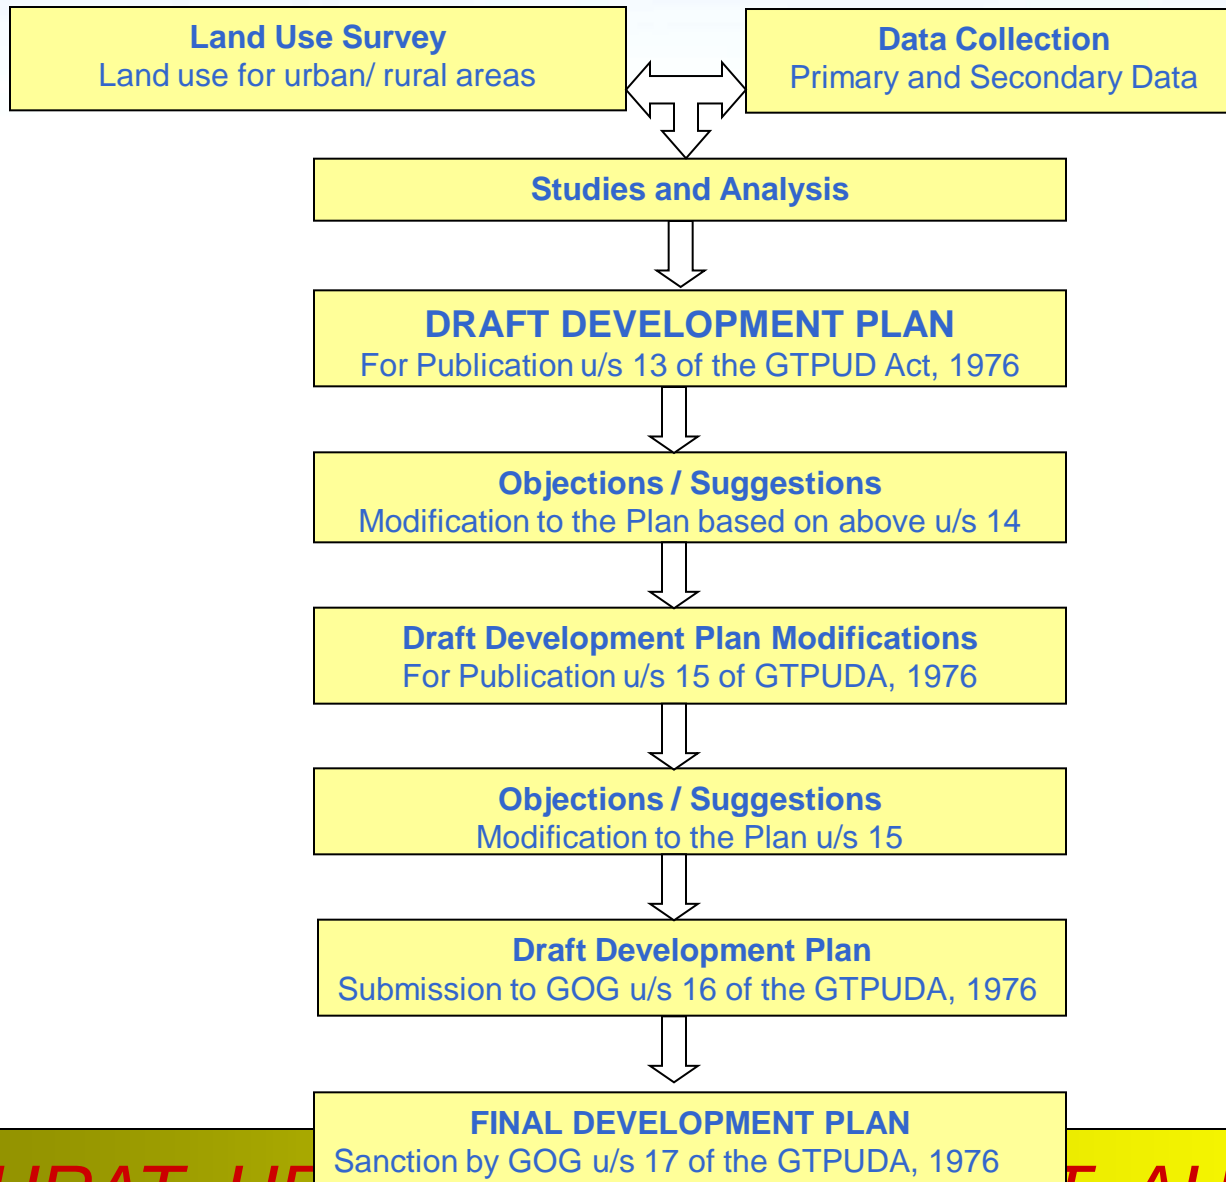 Land Use Survey
Land use for urban/ rural areas
Data Collection
Primary and Secondary Data
Studies and Analysis
DRAFT DEVELOPMENT PLAN
For Publication u/s 13 of the GTPUD Act, 1976
Objections / Suggestions
Modification to the Plan based on above u/s 14
Draft Development Plan Modifications
For Publication u/s 15 of GTPUDA, 1976
Objections / Suggestions
Modification to the Plan u/s 15
Draft Development Plan
Submission to GOG u/s 16 of the GTPUDA, 1976
FINAL DEVELOPMENT PLAN
Sanction by GOG u/s 17 of the GTPUDA, 1976